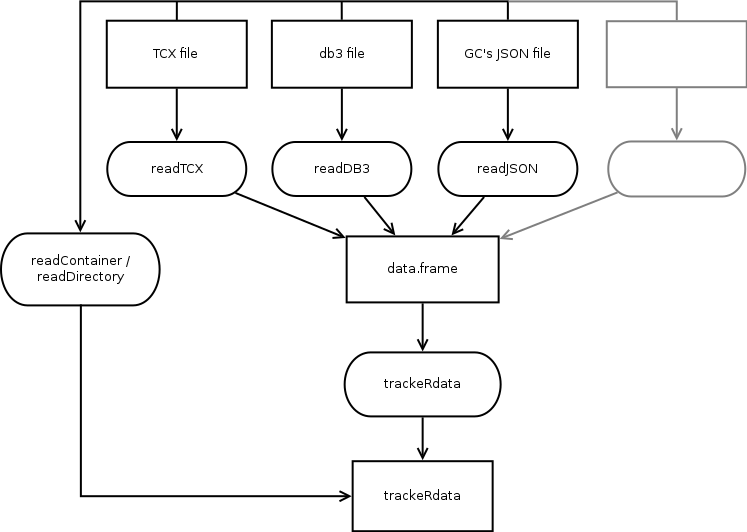 TCX file
db3 file
GC's JSON file
readTCX
readDB3
readJSON
readContainer /
readDirectory
data.frame
trackeRdata
trackeRdata